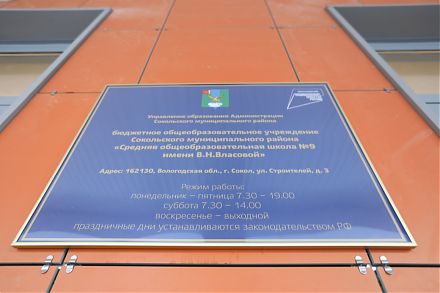 Управление образования Администрации
Сокольского муниципального района
бюджетное общеобразовательное учреждение
Сокольского муниципального района
«Средняя общеобразовательная школа №9
имени В.Н.Власовой»
Адрес: 162130, Вологодская обл., г. Сокол, ул. Строителей, д. 3
Режим работы:
понедельник – пятница 7.30 – 19.00
суббота 7.30 – 14.00
воскресенье – выходной
праздничные дни устанавливаются законодательством РФ